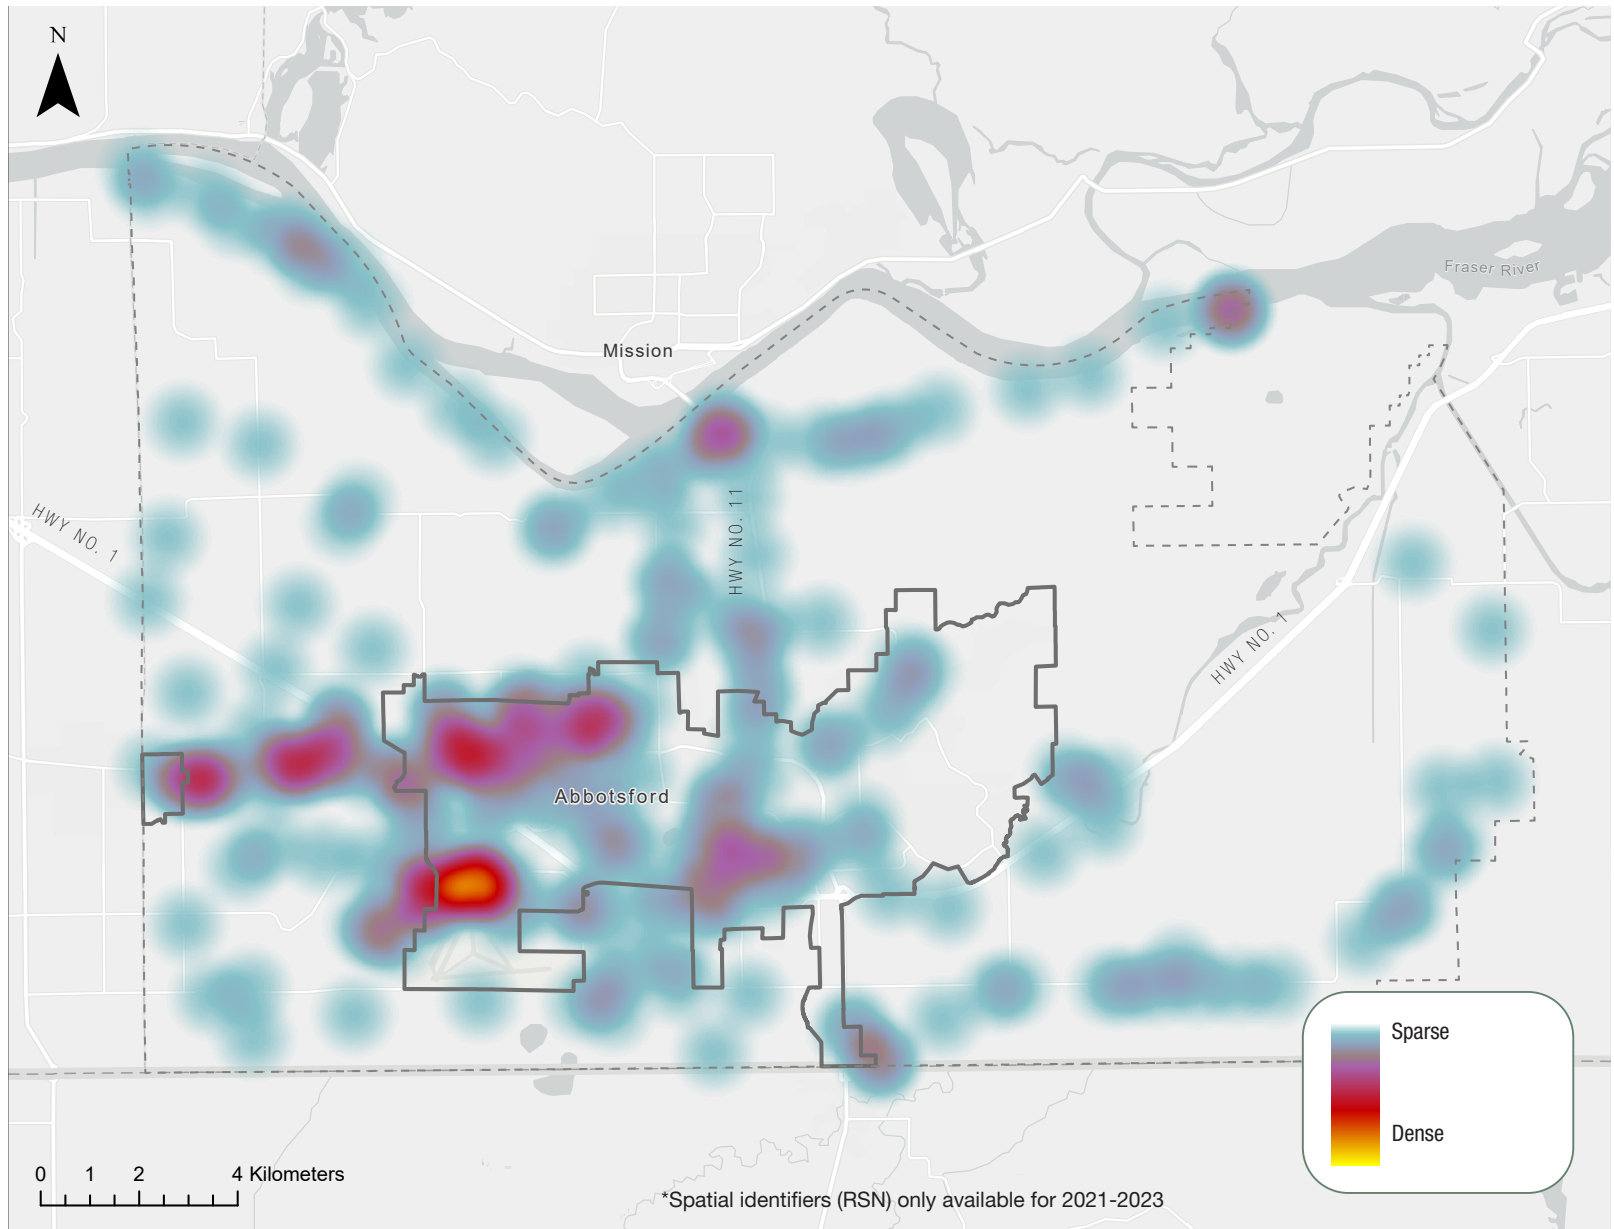 N
Fraser River
Mission
HWY NO. 11
HWY NO. 1
HWY NO. 1
Abbotsford
Sparse
Dense
0 1 2 4 Kilometers
*Spatial identifiers (RSN) only available for 2021-2023